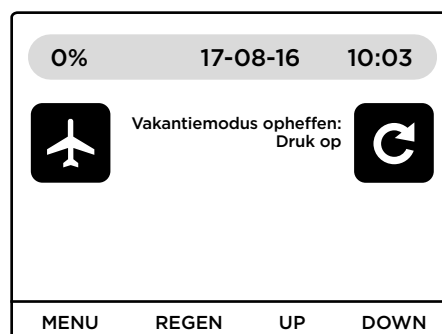 0% 17-08-16 10:03
Vakantiemodus opheffen:
Druk op
MENU REGEN UP DOWN